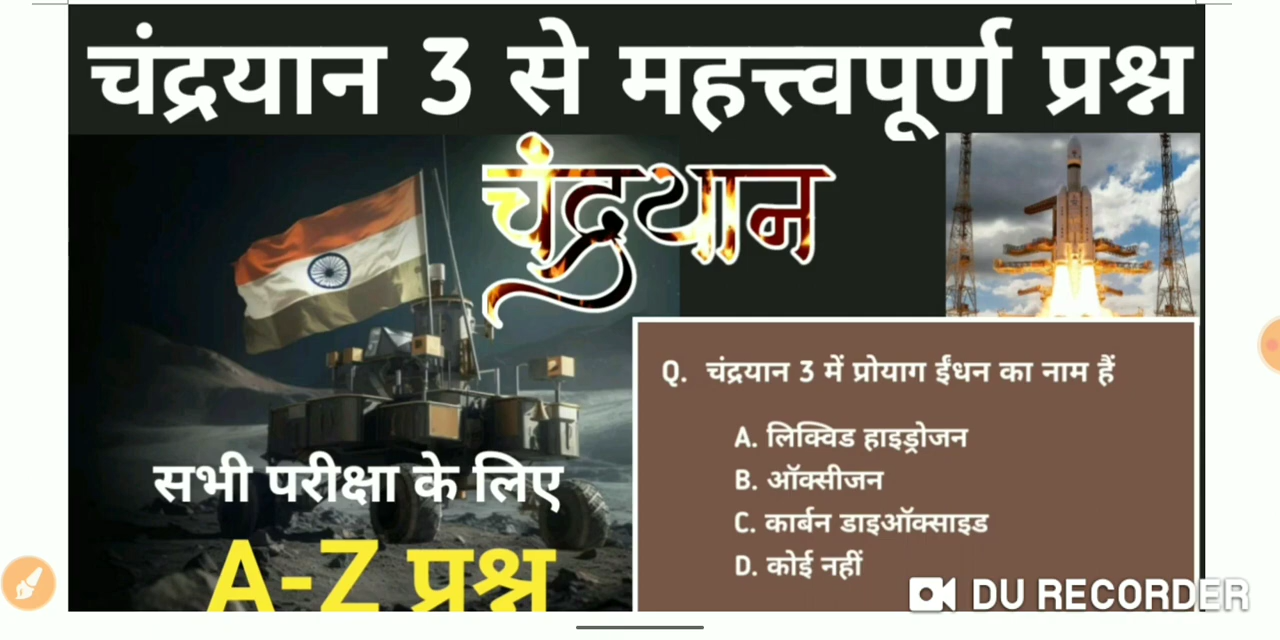 चंद्रयान 3 से महत्त्वपूर्ण प्रश्न
चंद्रयान
Q. चंद्रयान 3 में प्रोयाग ईंधन का नाम हैं
A. लिक्विड हाइड्रोजन
B. ऑक्सीजन
C. कार्बन डाइऑक्साइड
D. कोई नहीं
सभी परीक्षा के लिए
A-Z प्रश्न
DU RECORDER